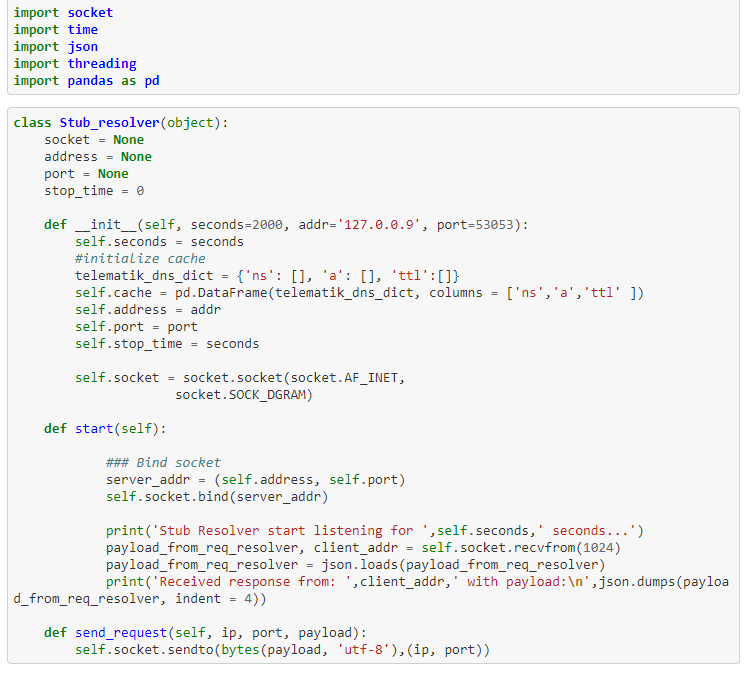 import socket
import time
import json
import threading
import pandas as pd
class Stub_resolver(object):
    socket = None
    address = None
    port = None
    stop_time = 0
    def __init__(self, seconds=2000, addr='127.0.0.9', port=53053):
        self.seconds = seconds
        #initialize cache
        telematik_dns_dict = {'ns': [], 'a': [], 'ttl':[]}
        self.cache = pd.DataFrame(telematik_dns_dict, columns = ['ns','a','ttl' ])
        self.address = addr
        self.port = port
        self.stop_time = seconds
        self.socket = socket.socket(socket.AF_INET,
                     socket.SOCK_DGRAM)
    def start(self):
            ### Bind socket
            server_addr = (self.address, self.port)
            self.socket.bind(server_addr)
            print('Stub Resolver start listening for ',self.seconds,' seconds...')
            payload_from_req_resolver, client_addr = self.socket.recvfrom(1024)
            payload_from_req_resolver = json.loads(payload_from_req_resolver)
            print('Received response from: ',client_addr,' with payload:\n',json.dumps(payloa
d_from_req_resolver, indent = 4))
    def send_request(self, ip, port, payload):
        self.socket.sendto(bytes(payload, 'utf-8'),(ip, port))